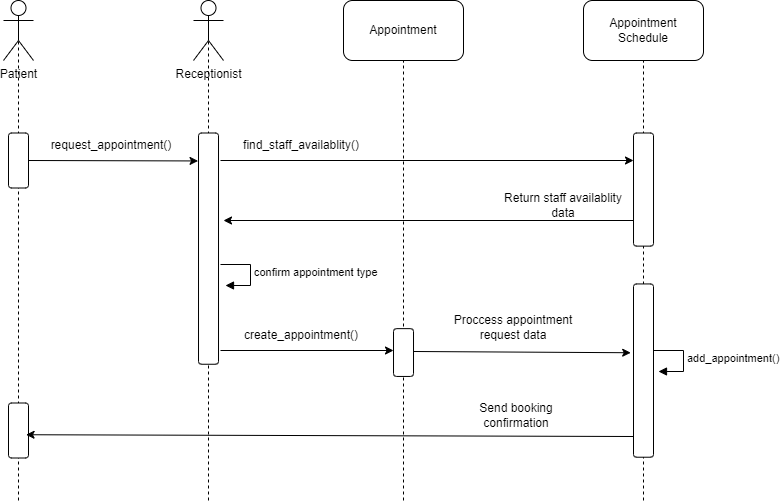 Appointment
Appointment
Schedule
Patient
Receptionist
request_appointment()
find_staff_availablity()
Return staff availablity
data
confirm appointment type
create_appointment()
Proccess appointment
request data
add_appointment()
Send booking
confirmation